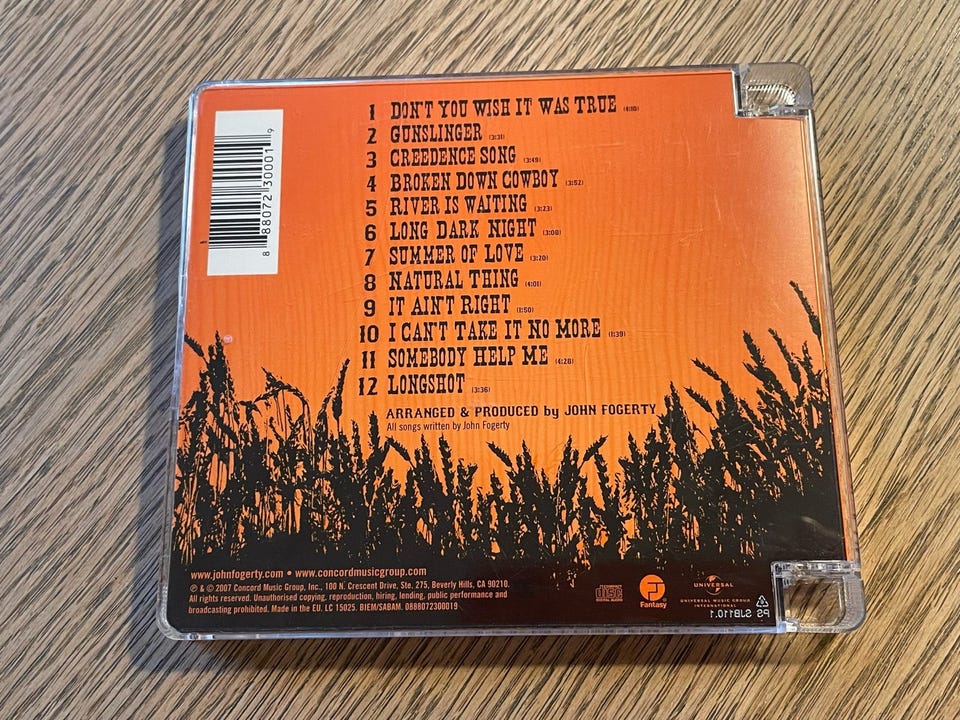 1 DON'T YOU WISH IT WAS TRUE (4:10)
2 GUNSLINGER (3:31)
3 CREEDENCE SONG (3:49)
4 BROKEN DOWN COWBOY (3:52)
5 RIVER IS WAITING (3:23)
6 LONG DARK NIGHT (3:08)
7 SUMMER OF LOVE (3:20)
8 NATURAL THING (4:01)
9 IT AIN'T RIGHT (1:50)
10 I CAN'T TAKE IT NO MORE (1:39)
11 SOMEBODY HELP ME (4:28)
12 LONGSHOT (3:36)
ARRANGED & PRODUCED by JOHN FOGERTY
All songs written by John Fogerty
8 88072 30001 9
www.johnfogerty.com • www.concordmusicgroup.com
℗ & © 2007 Concord Music Group, Inc., 100 N. Crescent Drive, Ste. 275, Beverly Hills, CA 90210.
All rights reserved. Unauthorised copying, reproduction, hiring, lending, public performance and
broadcasting prohibited. Made in the EU. LC 15025. BIEM/SABAM. 0888072300019
COMPACT
disc
DIGITAL AUDIO
Fantasy
UNIVERSAL
UNIVERSAL MUSIC GROUP
INTERNATIONAL
PS SJB110.1